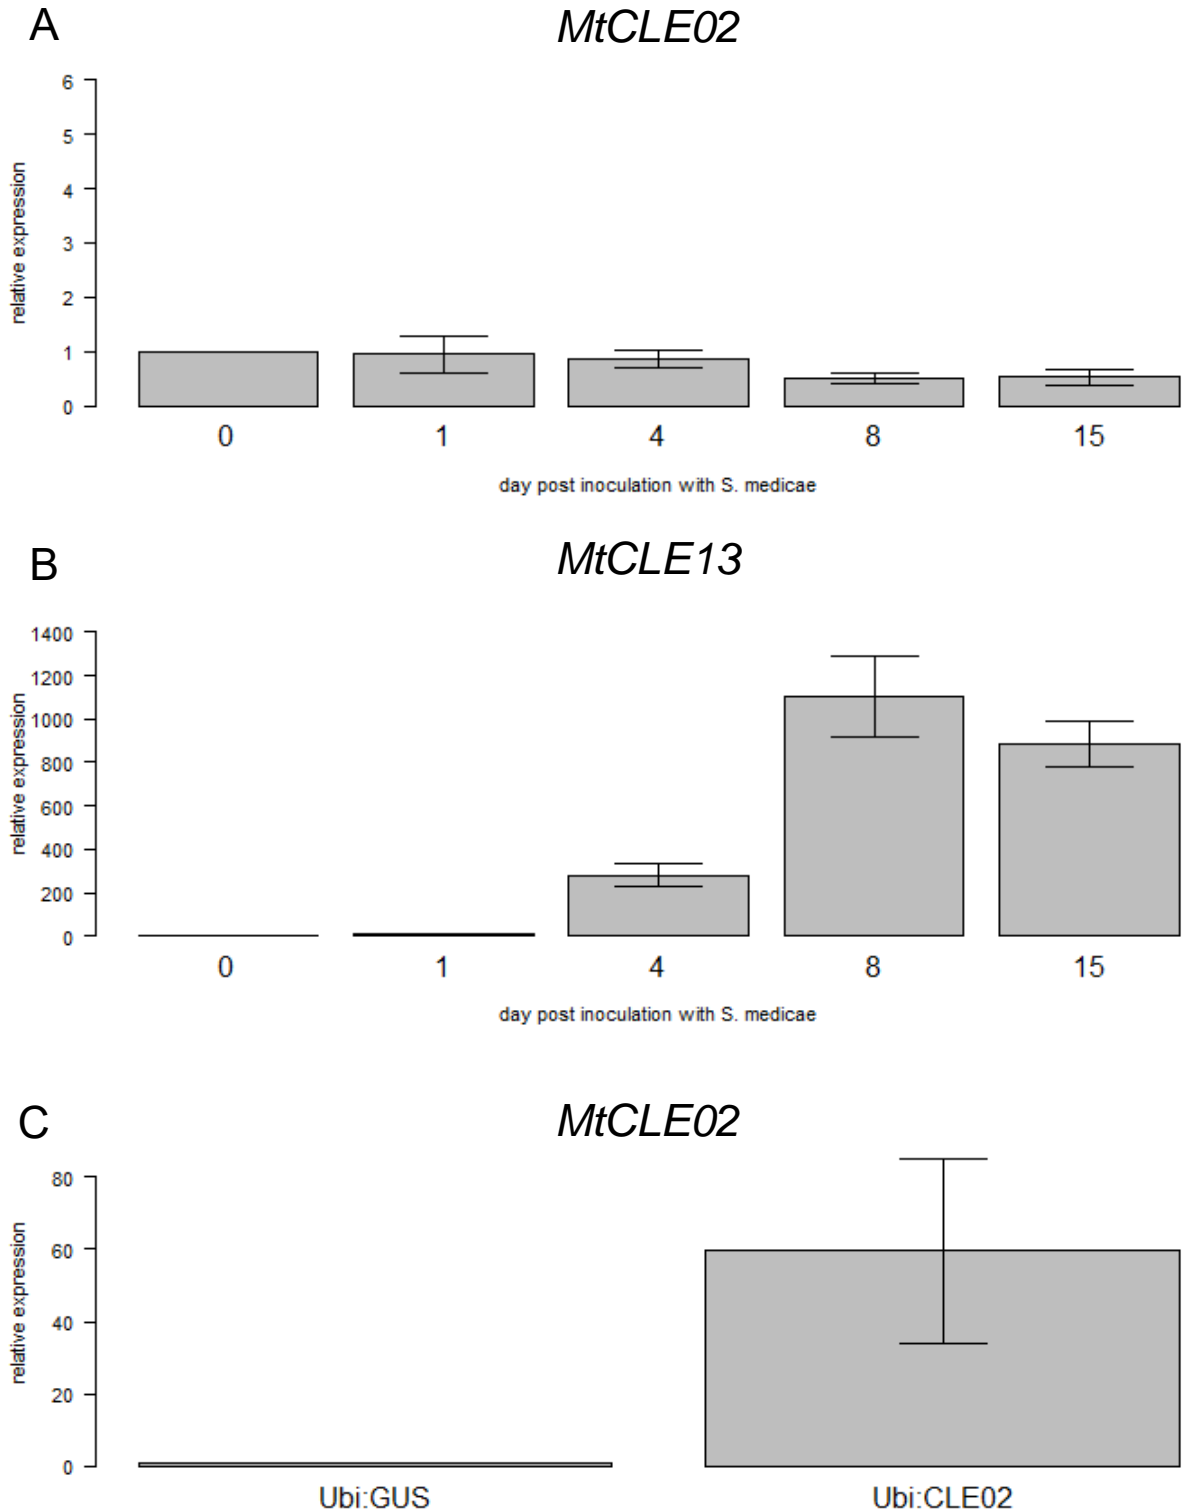 A
MtCLE02
6
5
4
3
2
1
0
relative expression
0 1 4 8 15
day post inoculation with S. medicae
B
MtCLE13
1400
1200
1000
800
600
400
200
0
relative expression
0 1 4 8 15
day post inoculation with S. medicae
C
MtCLE02
80
60
40
20
0
relative expression
Ubi:GUS Ubi:CLE02